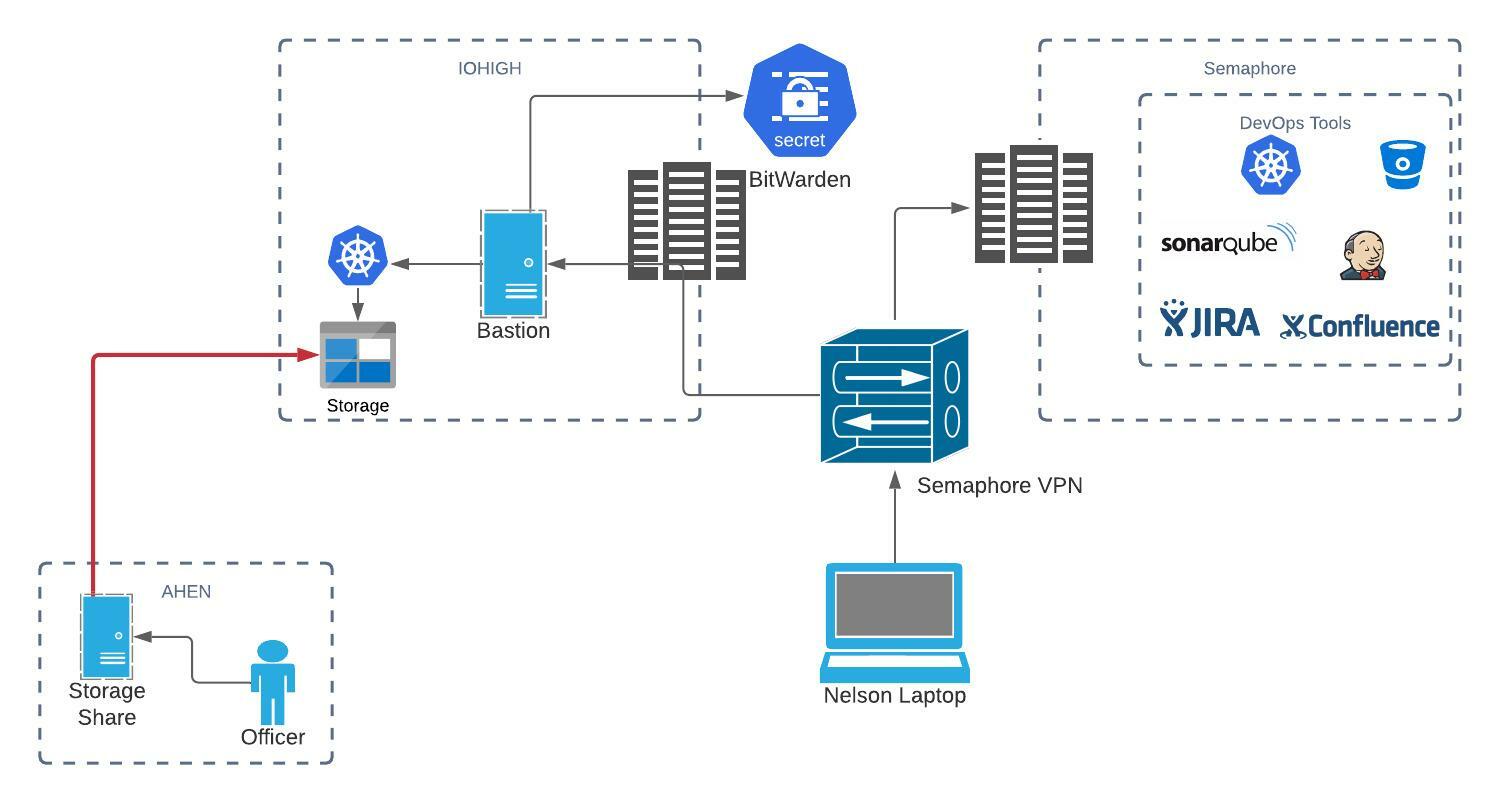 IOHIGH
secret
BitWarden
Bastion
Storage
Semaphore
DevOps Tools
sonarqube
JIRA
Confluence
Semaphore VPN
Nelson Laptop
AHEN
Storage
Share
Officer